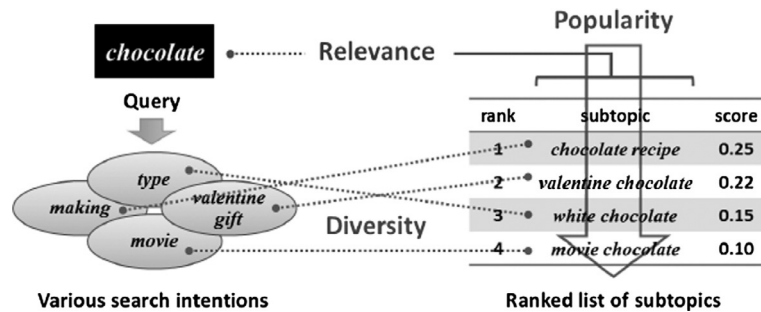 Popularity
chocolate
Relevance
Query
rank subtopic score
1 chocolate recipe 0.25
2 valentine chocolate 0.22
3 white chocolate 0.15
4 movie chocolate 0.10
type
making
valentine
gift
movie
Diversity
Various search intentions
Ranked list of subtopics